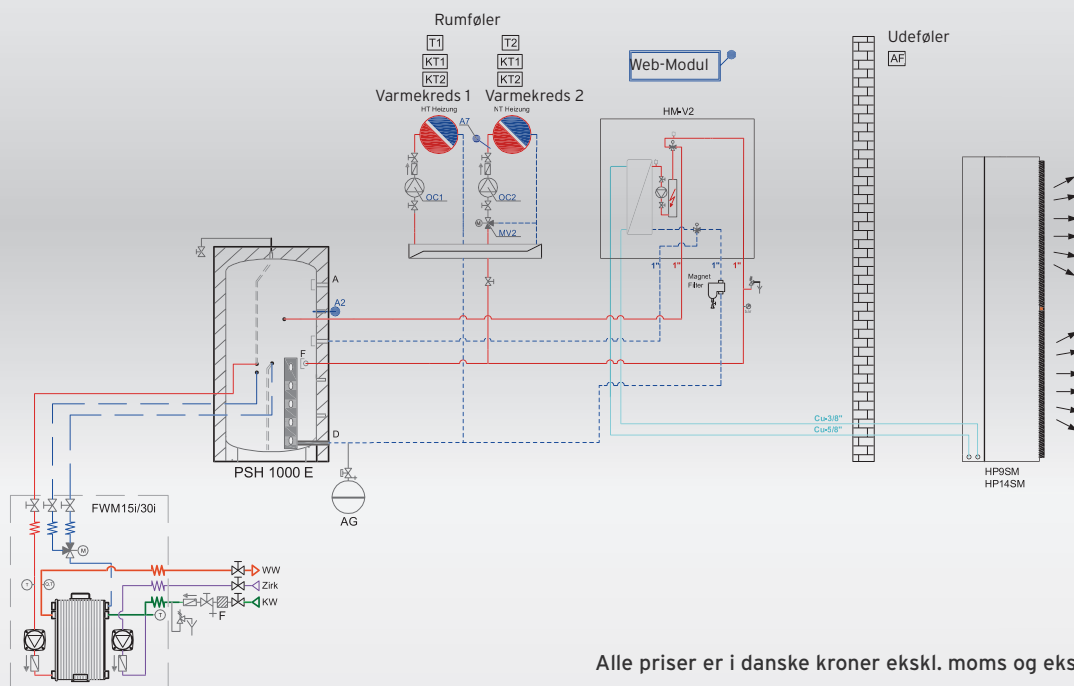 Rumføler
T1
T2
KT1
KT1
KT2
KT2
Varmekreds 1
Varmekreds 2
HT Heizung
NT Heizung
A7
OC1
OC2
M
MV2
Web-Modul
HM-V2
1"
1"
1"
1"
Magnet
Filler
Udeføler
AF
A
A2
F
D
PSH 1000 E
AG
Cu-3/8"
Cu-5/8"
HP9SM
HP14SM
FWM15i/30i
M
WW
Zirk
KW
T
T
F
Alle priser er i danske kroner ekskl. moms og eks